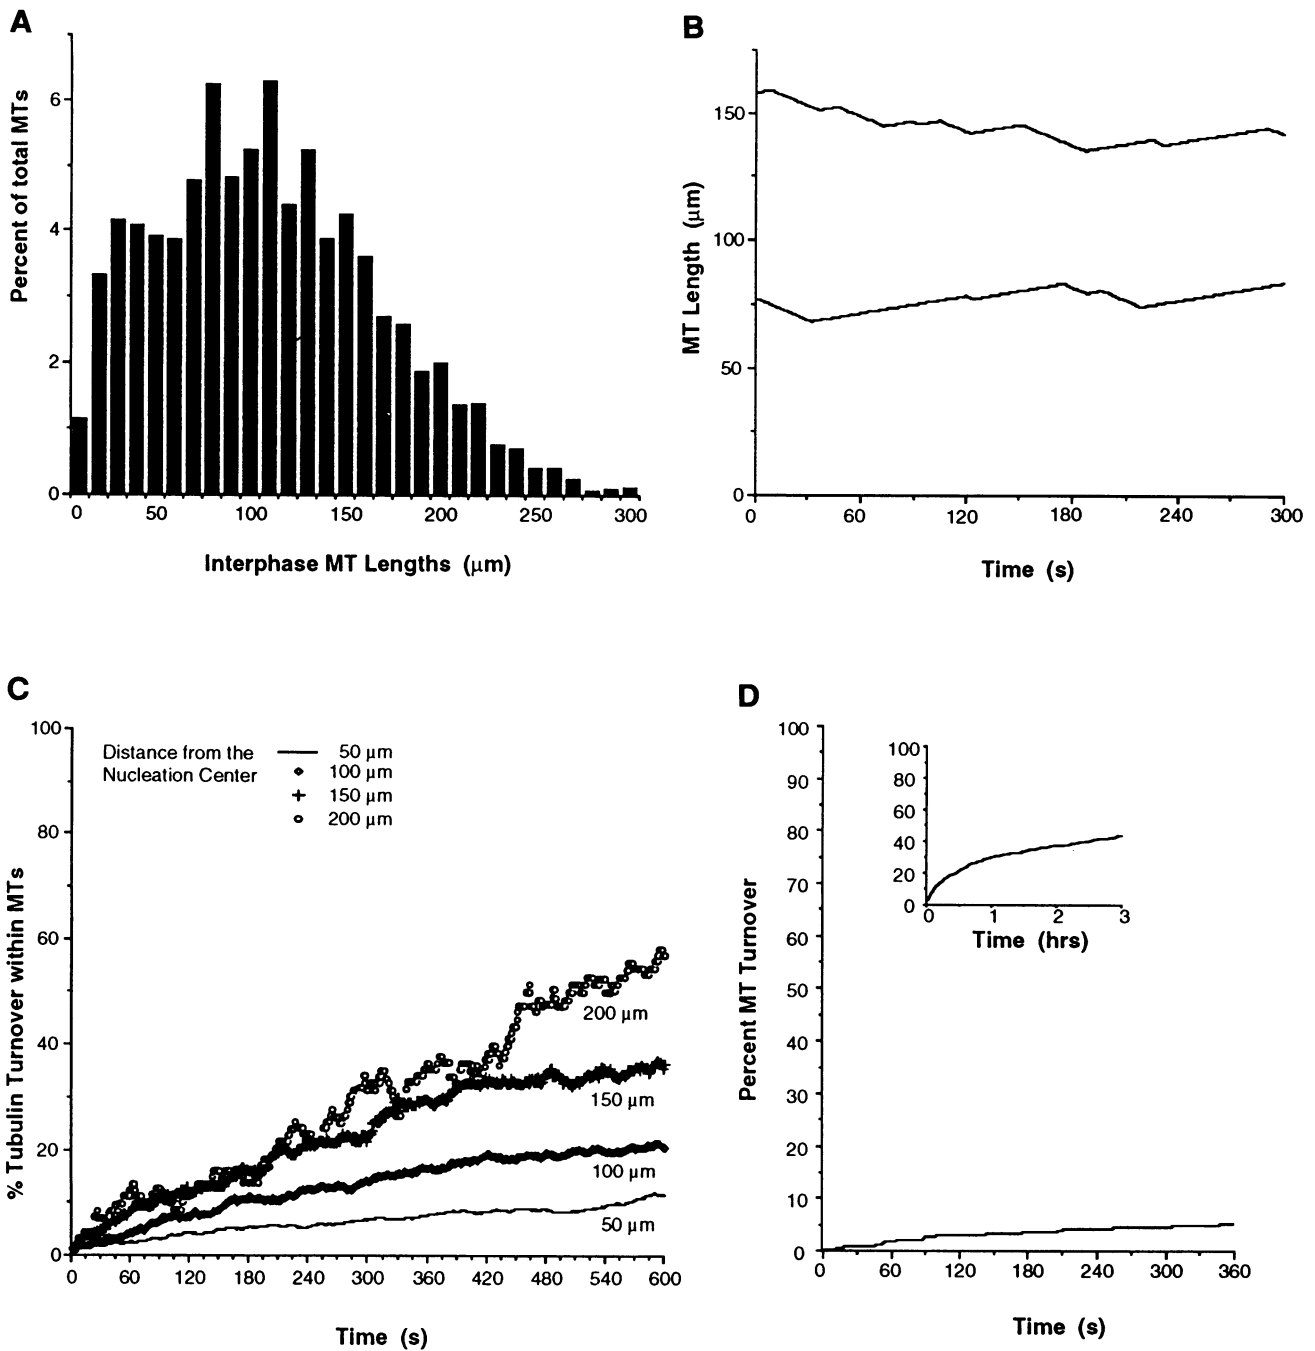 A
Percent of total MTs
6
4
2
0
0 50 100 150 200 250 300
Interphase MT Lengths (μm)
B
MT Length (μm)
150
100
50
0
0 60 120 180 240 300
Time (s)
C
% Tubulin Turnover within MTs
100
80
60
40
20
0
Distance from the
Nucleation Center
50 μm
100 μm
150 μm
200 μm
200 μm
150 μm
100 μm
50 μm
0 60 120 180 240 300 360 420 480 540 600
Time (s)
D
Percent MT Turnover
100
90
80
70
60
50
40
30
20
10
0
100
80
60
40
20
0
0 1 2 3
Time (hrs)
0 60 120 180 240 300 360
Time (s)